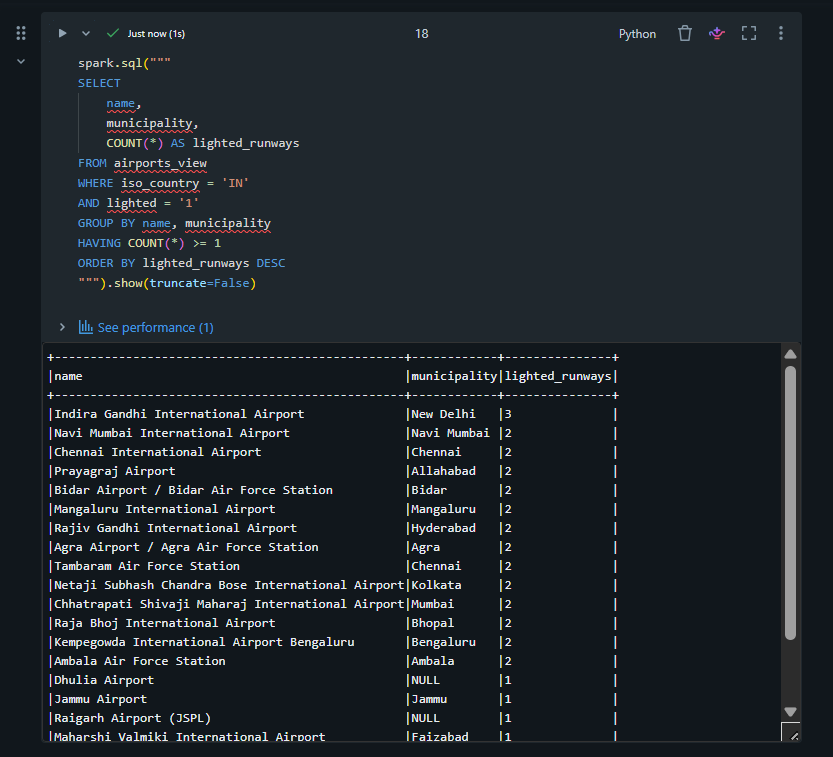 Just now (1s)
18
Python
spark.sql("""
SELECT
name,
municipality,
COUNT(*) AS lighted_runways
FROM airports_view
WHERE iso_country = 'IN'
AND lighted = '1'
GROUP BY name, municipality
HAVING COUNT(*) >= 1
ORDER BY lighted_runways DESC
""").show(truncate=False)
See performance (1)
+---------------------------------------------+------------+---------------+
|name |municipality|lighted_runways|
+---------------------------------------------+------------+---------------+
|Indira Gandhi International Airport |New Delhi |3 |
|Navi Mumbai International Airport |Navi Mumbai |2 |
|Chennai International Airport |Chennai |2 |
|Prayagraj Airport |Allahabad |2 |
|Bidar Airport / Bidar Air Force Station |Bidar |2 |
|Mangaluru International Airport |Mangaluru |2 |
|Rajiv Gandhi International Airport |Hyderabad |2 |
|Agra Airport / Agra Air Force Station |Agra |2 |
|Tambaram Air Force Station |Chennai |2 |
|Netaji Subhash Chandra Bose International Airport|Kolkata |2 |
|Chhatrapati Shivaji Maharaj International Airport|Mumbai |2 |
|Raja Bhoj International Airport |Bhopal |2 |
|Kempegowda International Airport Bengaluru |Bengaluru |2 |
|Ambala Air Force Station |Ambala |2 |
|Dhulia Airport |NULL |1 |
|Jammu Airport |Jammu |1 |
|Raigarh Airport (JSPL) |NULL |1 |
|Maharshi Valmiki International Airport |Faizabad |1 |